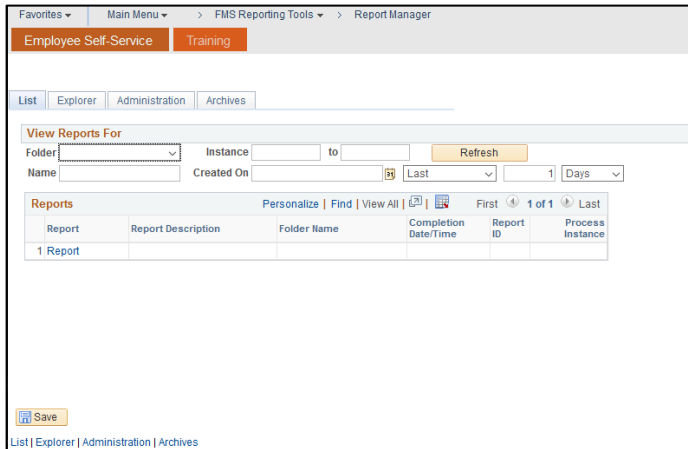 Favorites Main Menu > FMS Reporting Tools > Report Manager
Employee Self-Service Training
List Explorer Administration Archives
View Reports For
Folder Instance to Refresh
Name Created On 31 Last 1 Days
Reports Personalize | Find | View All | | First 1 of 1 Last
Report Report Description Folder Name Completion Date/Time Report ID Process Instance
1 Report
Save
List | Explorer | Administration | Archives